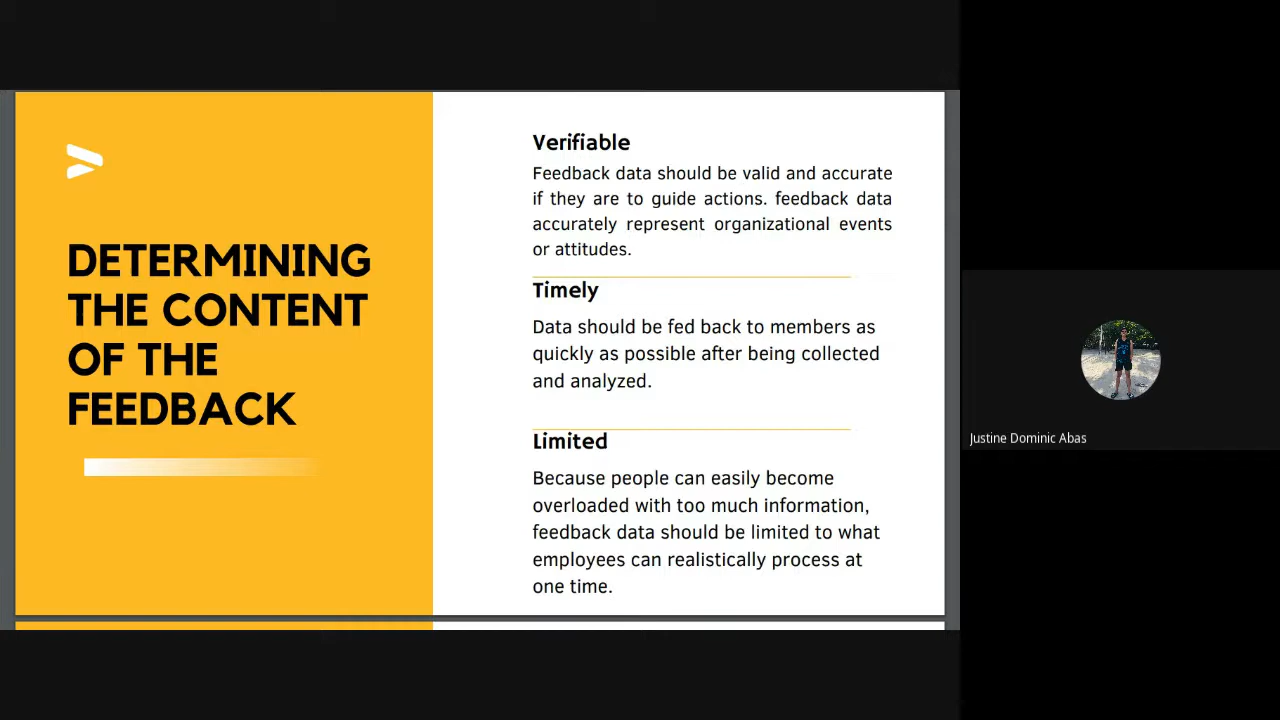 DETERMINING
THE CONTENT
OF THE
FEEDBACK
Verifiable
Feedback data should be valid and accurate
if they are to guide actions. feedback data
accurately represent organizational events
or attitudes.
Timely
Data should be fed back to members as
quickly as possible after being collected
and analyzed.
Limited
Because people can easily become
overloaded with too much information,
feedback data should be limited to what
employees can realistically process at
one time.
Justine Dominic Abas